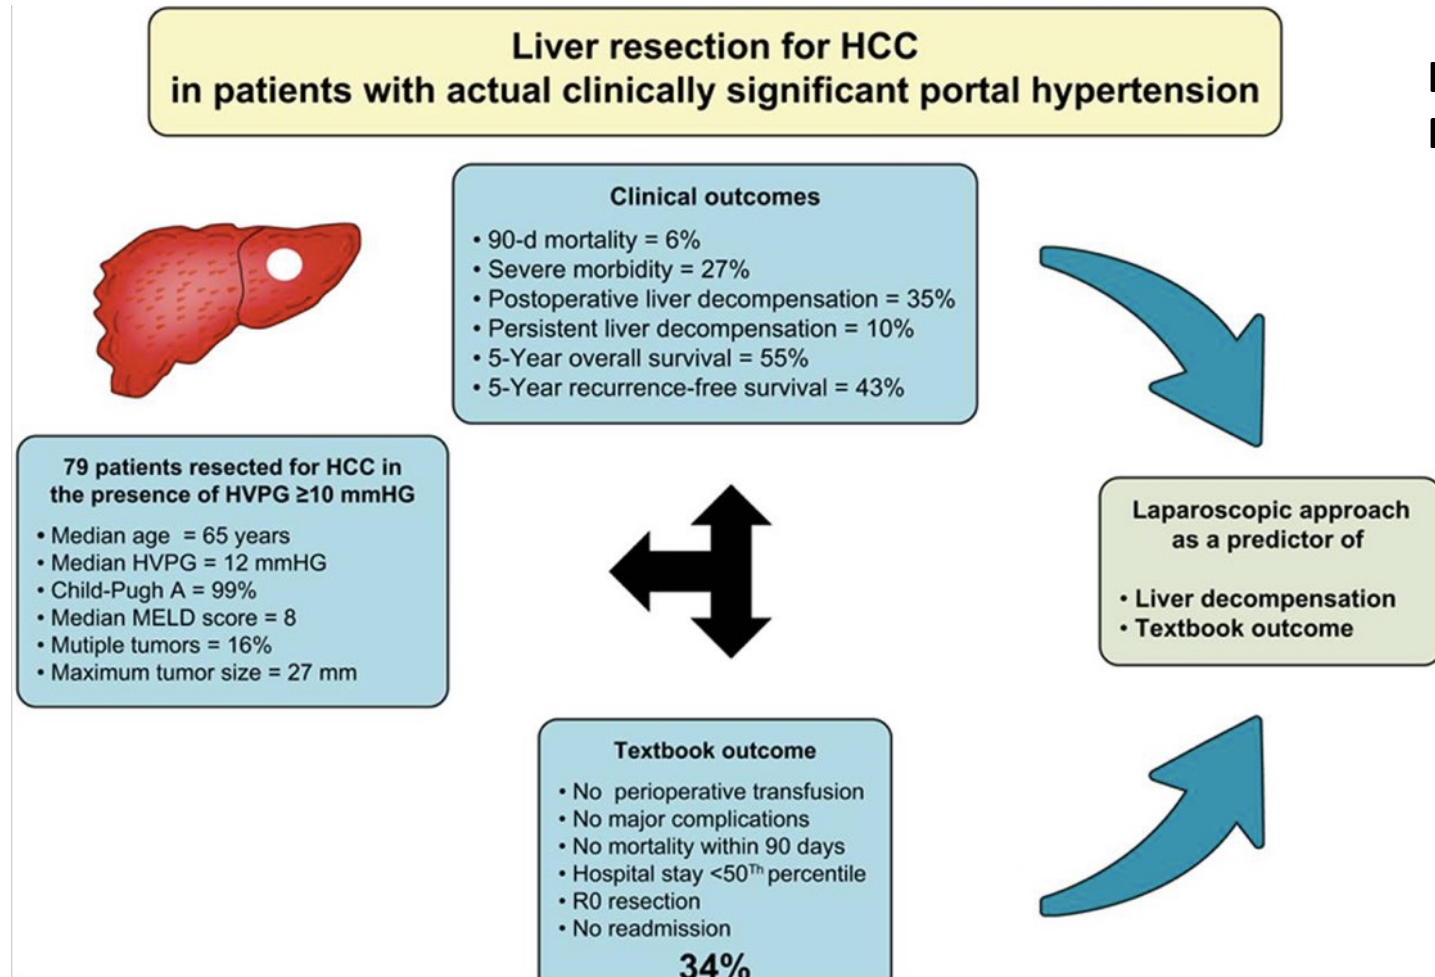 Liver resection for HCC
in patients with actual clinically significant portal hypertension
Clinical outcomes
• 90-d mortality = 6%
• Severe morbidity = 27%
• Postoperative liver decompensation = 35%
• Persistent liver decompensation = 10%
• 5-Year overall survival = 55%
• 5-Year recurrence-free survival = 43%
79 patients resected for HCC in
the presence of HVPG ≥10 mmHG
• Median age = 65 years
• Median HVPG = 12 mmHG
• Child-Pugh A = 99%
• Median MELD score = 8
• Mutiple tumors = 16%
• Maximum tumor size = 27 mm
Laparoscopic approach
as a predictor of
• Liver decompensation
• Textbook outcome
Textbook outcome
• No perioperative transfusion
• No major complications
• No mortality within 90 days
• Hospital stay <50Th percentile
• R0 resection
• No readmission
34%